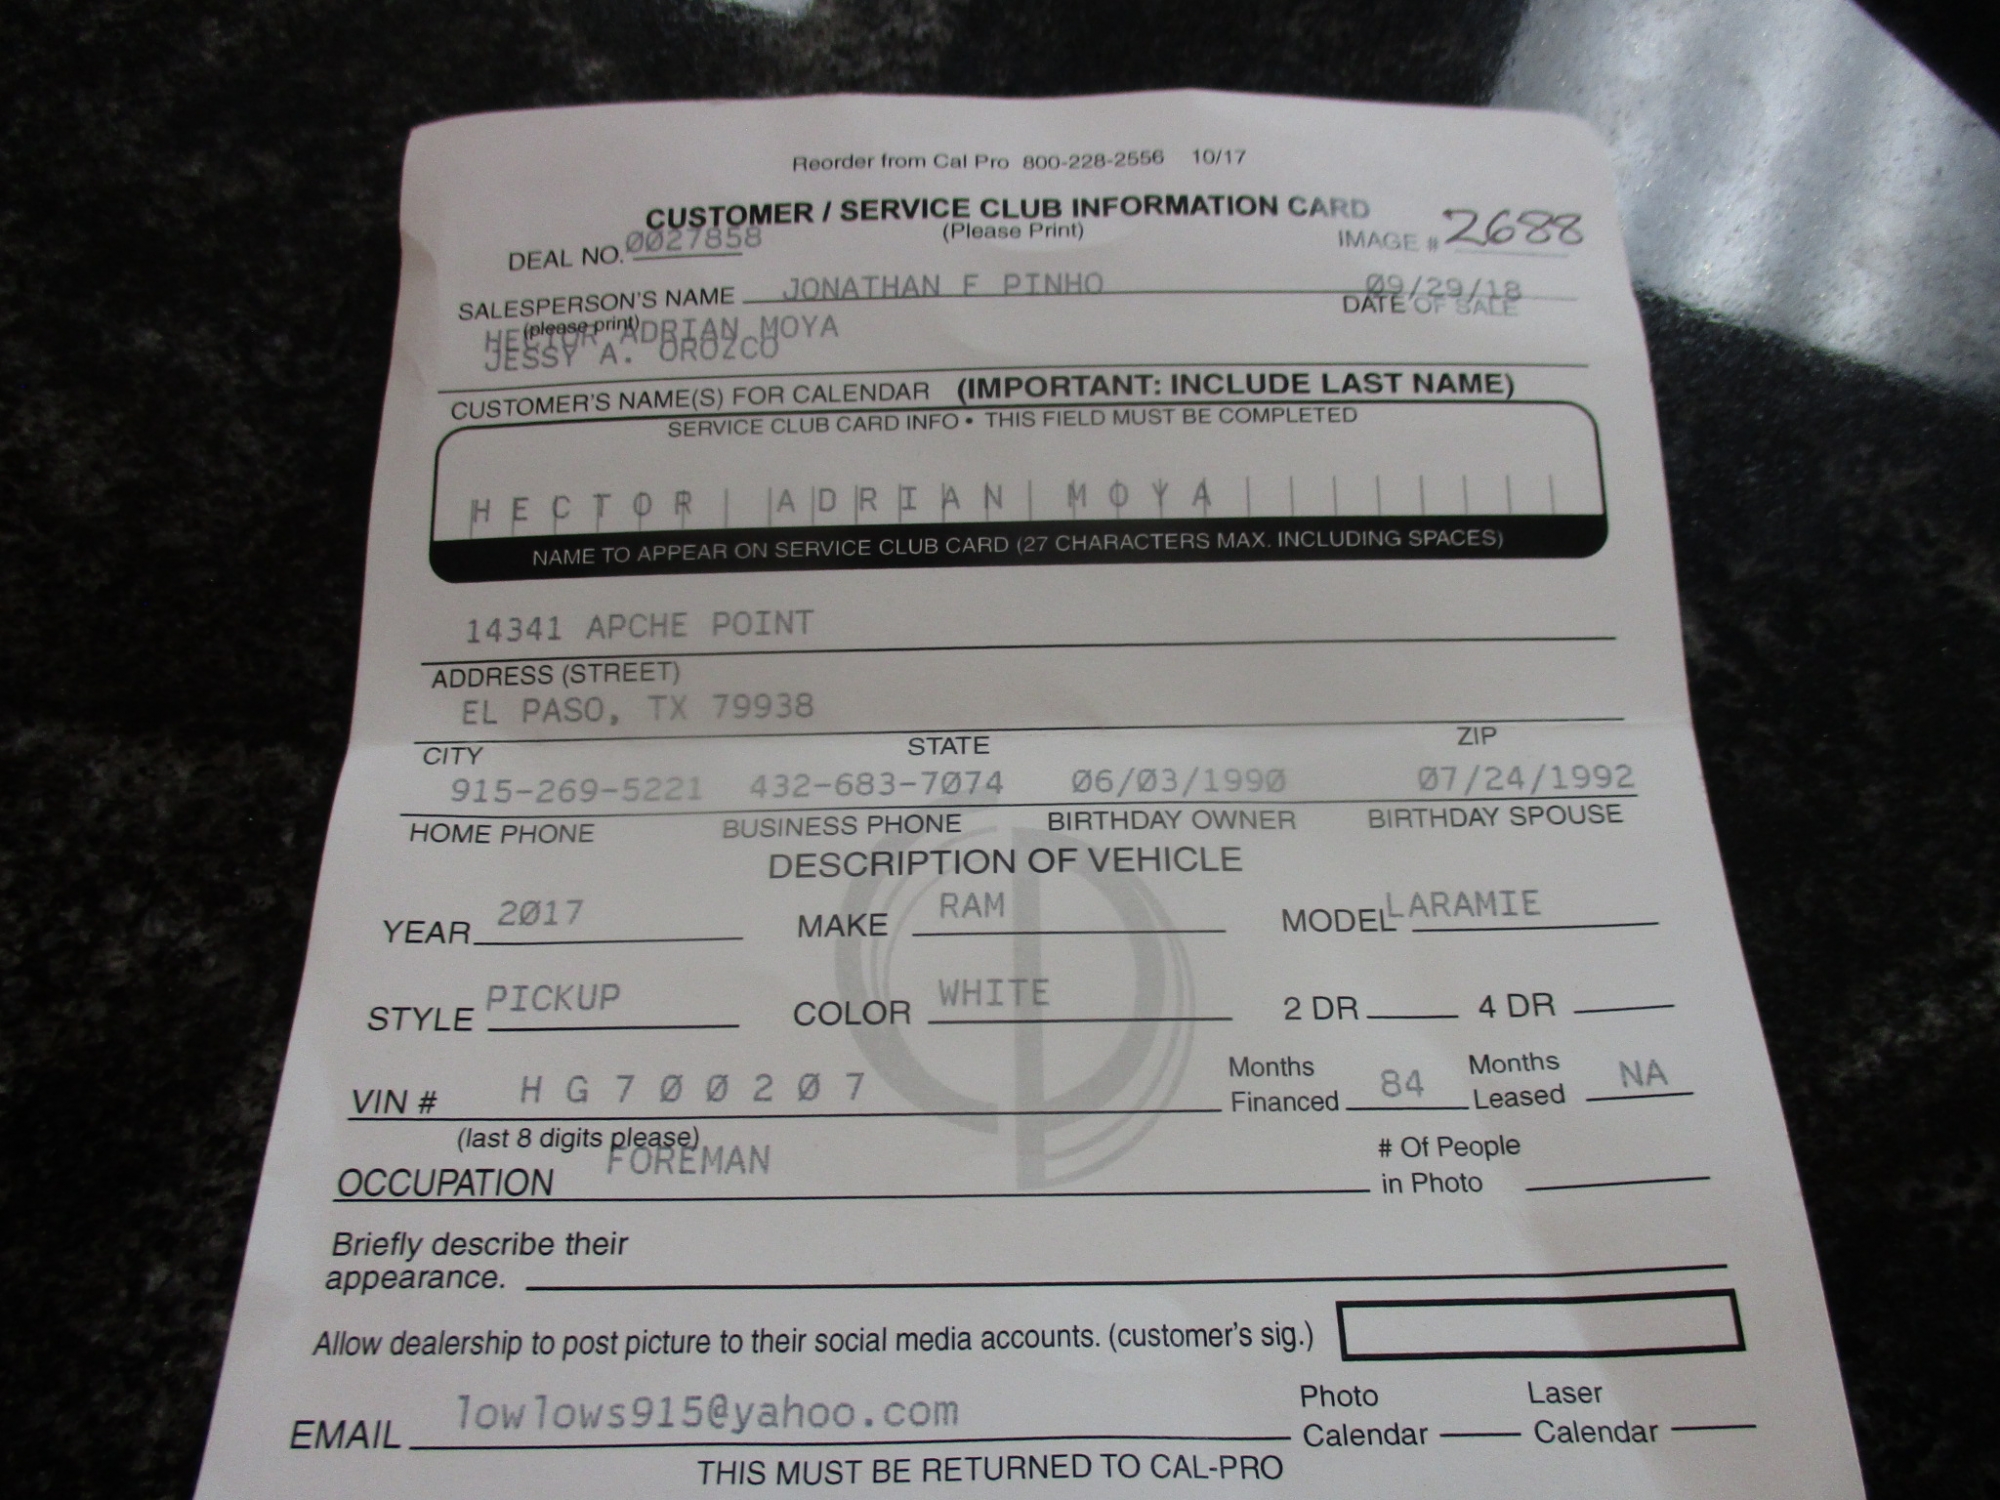 Reorder from Cal Pro 800-228-2556 10/17
CUSTOMER / SERVICE CLUB INFORMATION CARD
(Please Print)
DEAL NO. 0027858
IMAGE # 2688
SALESPERSON'S NAME JONATHAN F PINHO 09/29/18
(please print) DATE OF SALE
HECTOR ADRIAN MOYA
JESSY A. OROZCO
CUSTOMER'S NAME(S) FOR CALENDAR (IMPORTANT: INCLUDE LAST NAME)
SERVICE CLUB CARD INFO • THIS FIELD MUST BE COMPLETED
HECTOR ADRIAN MOYA
NAME TO APPEAR ON SERVICE CLUB CARD (27 CHARACTERS MAX. INCLUDING SPACES)
14341 APCHE POINT
ADDRESS (STREET)
EL PASO, TX 79938
CITY STATE ZIP
915-269-5221 432-683-7074 06/03/1990 07/24/1992
HOME PHONE BUSINESS PHONE BIRTHDAY OWNER BIRTHDAY SPOUSE
DESCRIPTION OF VEHICLE
YEAR 2017 MAKE RAM MODEL LARAMIE
STYLE PICKUP COLOR WHITE 2 DR 4 DR
VIN # HG700207 Months Financed 84 Months Leased NA
(last 8 digits please)
OCCUPATION FOREMAN # Of People in Photo
Briefly describe their
appearance.
Allow dealership to post picture to their social media accounts. (customer's sig.)
EMAIL lowlows915@yahoo.com Photo Calendar Laser Calendar
THIS MUST BE RETURNED TO CAL-PRO